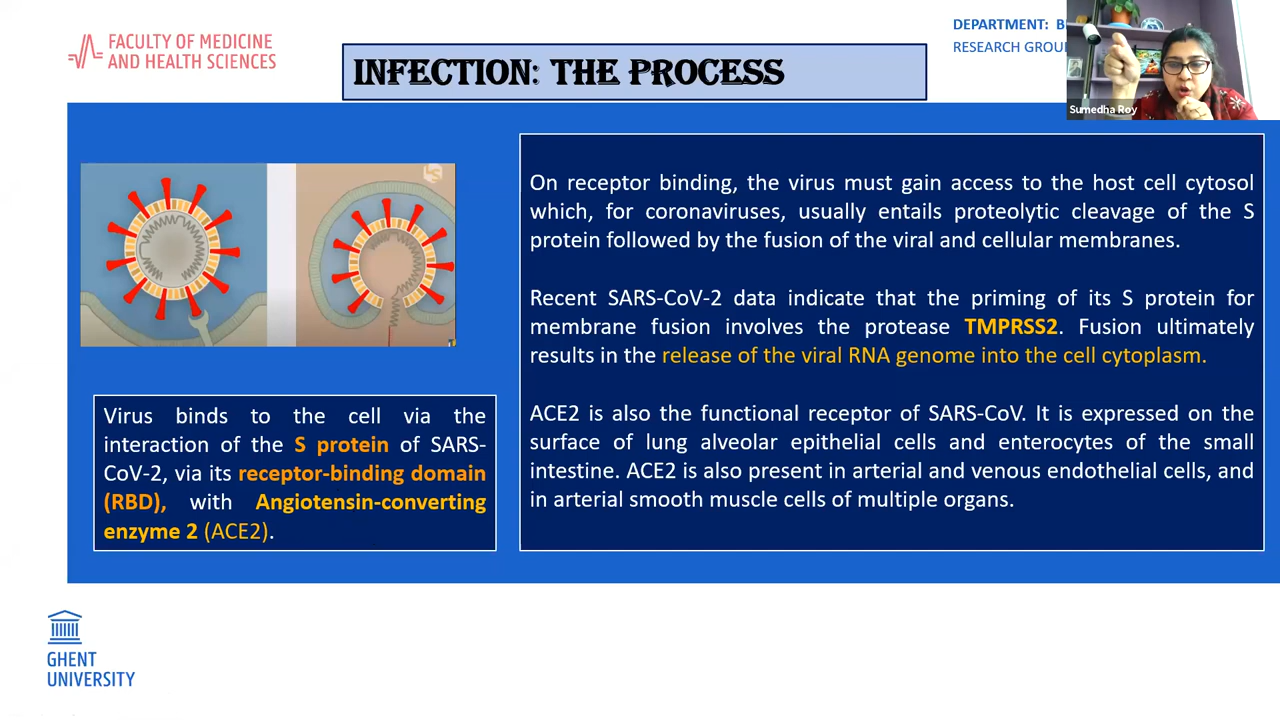 FACULTY OF MEDICINE
AND HEALTH SCIENCES
INFECTION: THE PROCESS
DEPARTMENT:
RESEARCH GROUP
Sumedha Roy
LS
Virus binds to the cell via the
interaction of the S protein of SARS-
CoV-2, via its receptor-binding domain
(RBD), with Angiotensin-converting
enzyme 2 (ACE2).
On receptor binding, the virus must gain access to the host cell cytosol
which, for coronaviruses, usually entails proteolytic cleavage of the S
protein followed by the fusion of the viral and cellular membranes.
Recent SARS-CoV-2 data indicate that the priming of its S protein for
membrane fusion involves the protease TMPRSS2. Fusion ultimately
results in the release of the viral RNA genome into the cell cytoplasm.
ACE2 is also the functional receptor of SARS-CoV. It is expressed on the
surface of lung alveolar epithelial cells and enterocytes of the small
intestine. ACE2 is also present in arterial and venous endothelial cells, and
in arterial smooth muscle cells of multiple organs.
GHENT
UNIVERSITY